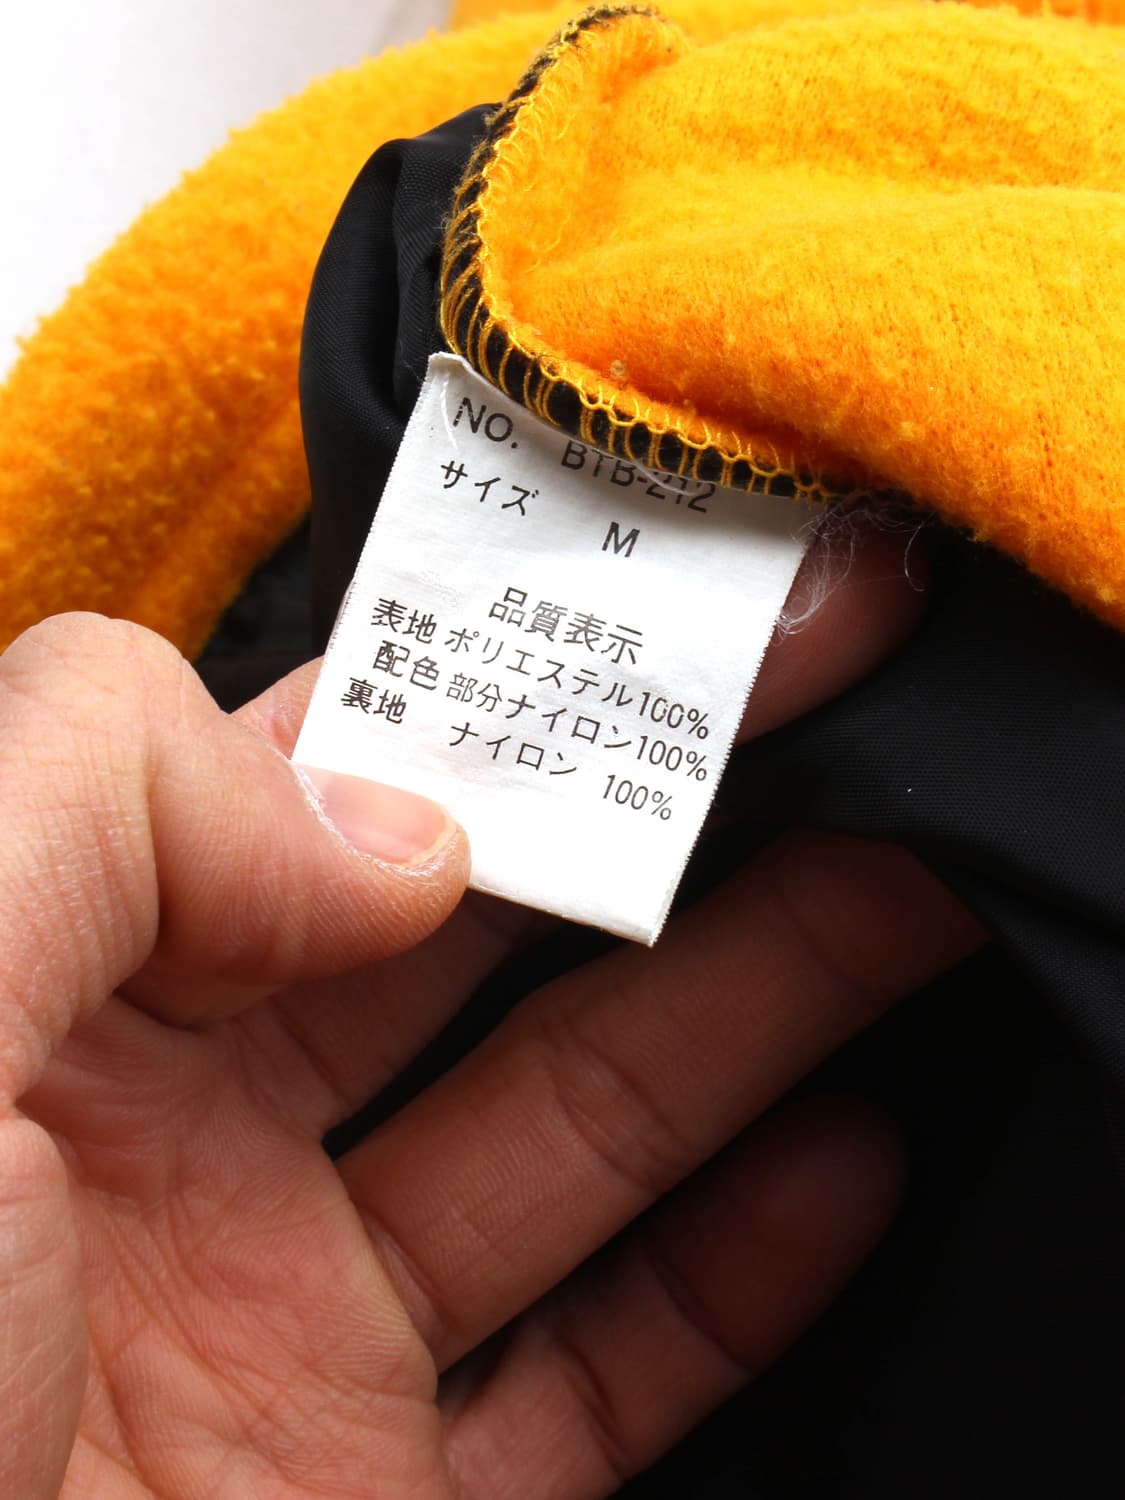 NO. BTB-212
サイズ M
品質表示
表地 ポリエステル100%
配色 部分ナイロン100%
裏地 ナイロン 100%